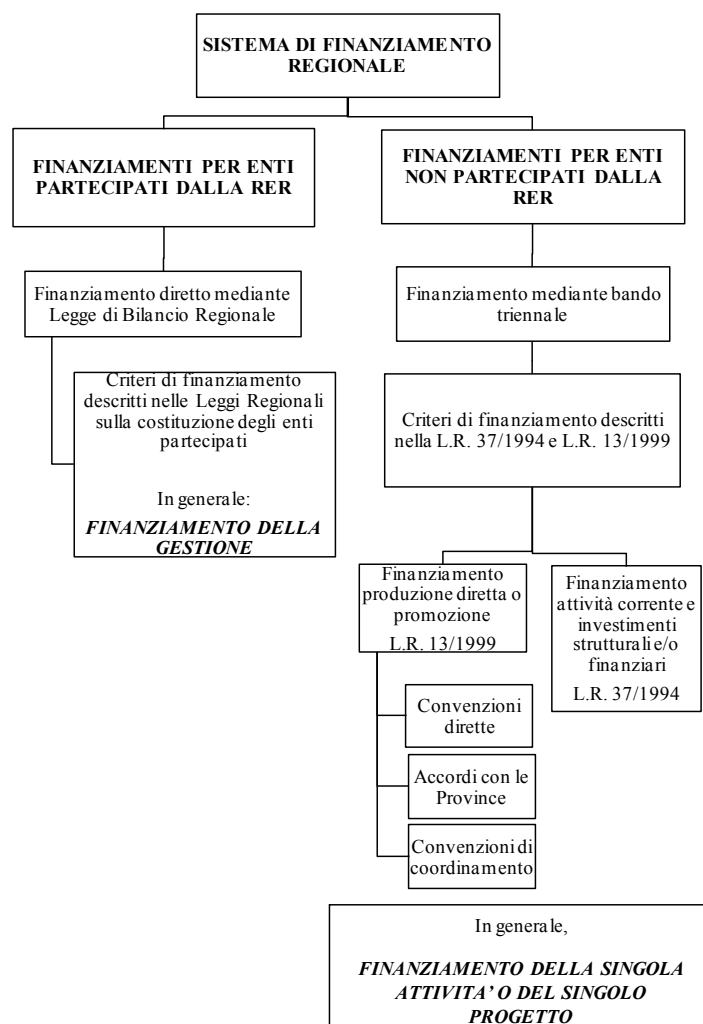 SISTEMA DI FINANZIAMENTO
REGIONALE
FINANZIAMENTI PER ENTI
PARTECIPATI DALLA RER
FINANZIAMENTI PER ENTI
NON PARTECIPATI DALLA
RER
Finanziamento diretto mediante
Legge di Bilancio Regionale
Finanziamento mediante bando
triennale
Criteri di finanziamento
descritti nelle Leggi Regionali
sulla costituzione degli enti
partecipati
In generale:
FINANZIAMENTO DELLA
GESTIONE
Criteri di finanziamento descritti
nella L.R. 37/1994 e L.R. 13/1999
Finanziamento
produzione diretta o
promozione
L.R. 13/1999
Finanziamento
attività corrente e
investimenti
strutturali e/o
finanziari
L.R. 37/1994
Convenzioni
dirette
Accordi con le
Province
Convenzioni di
coordinamento
In generale,
FINANZIAMENTO DELLA SINGOLA
ATTIVITA' O DEL SINGOLO
PROGETTO